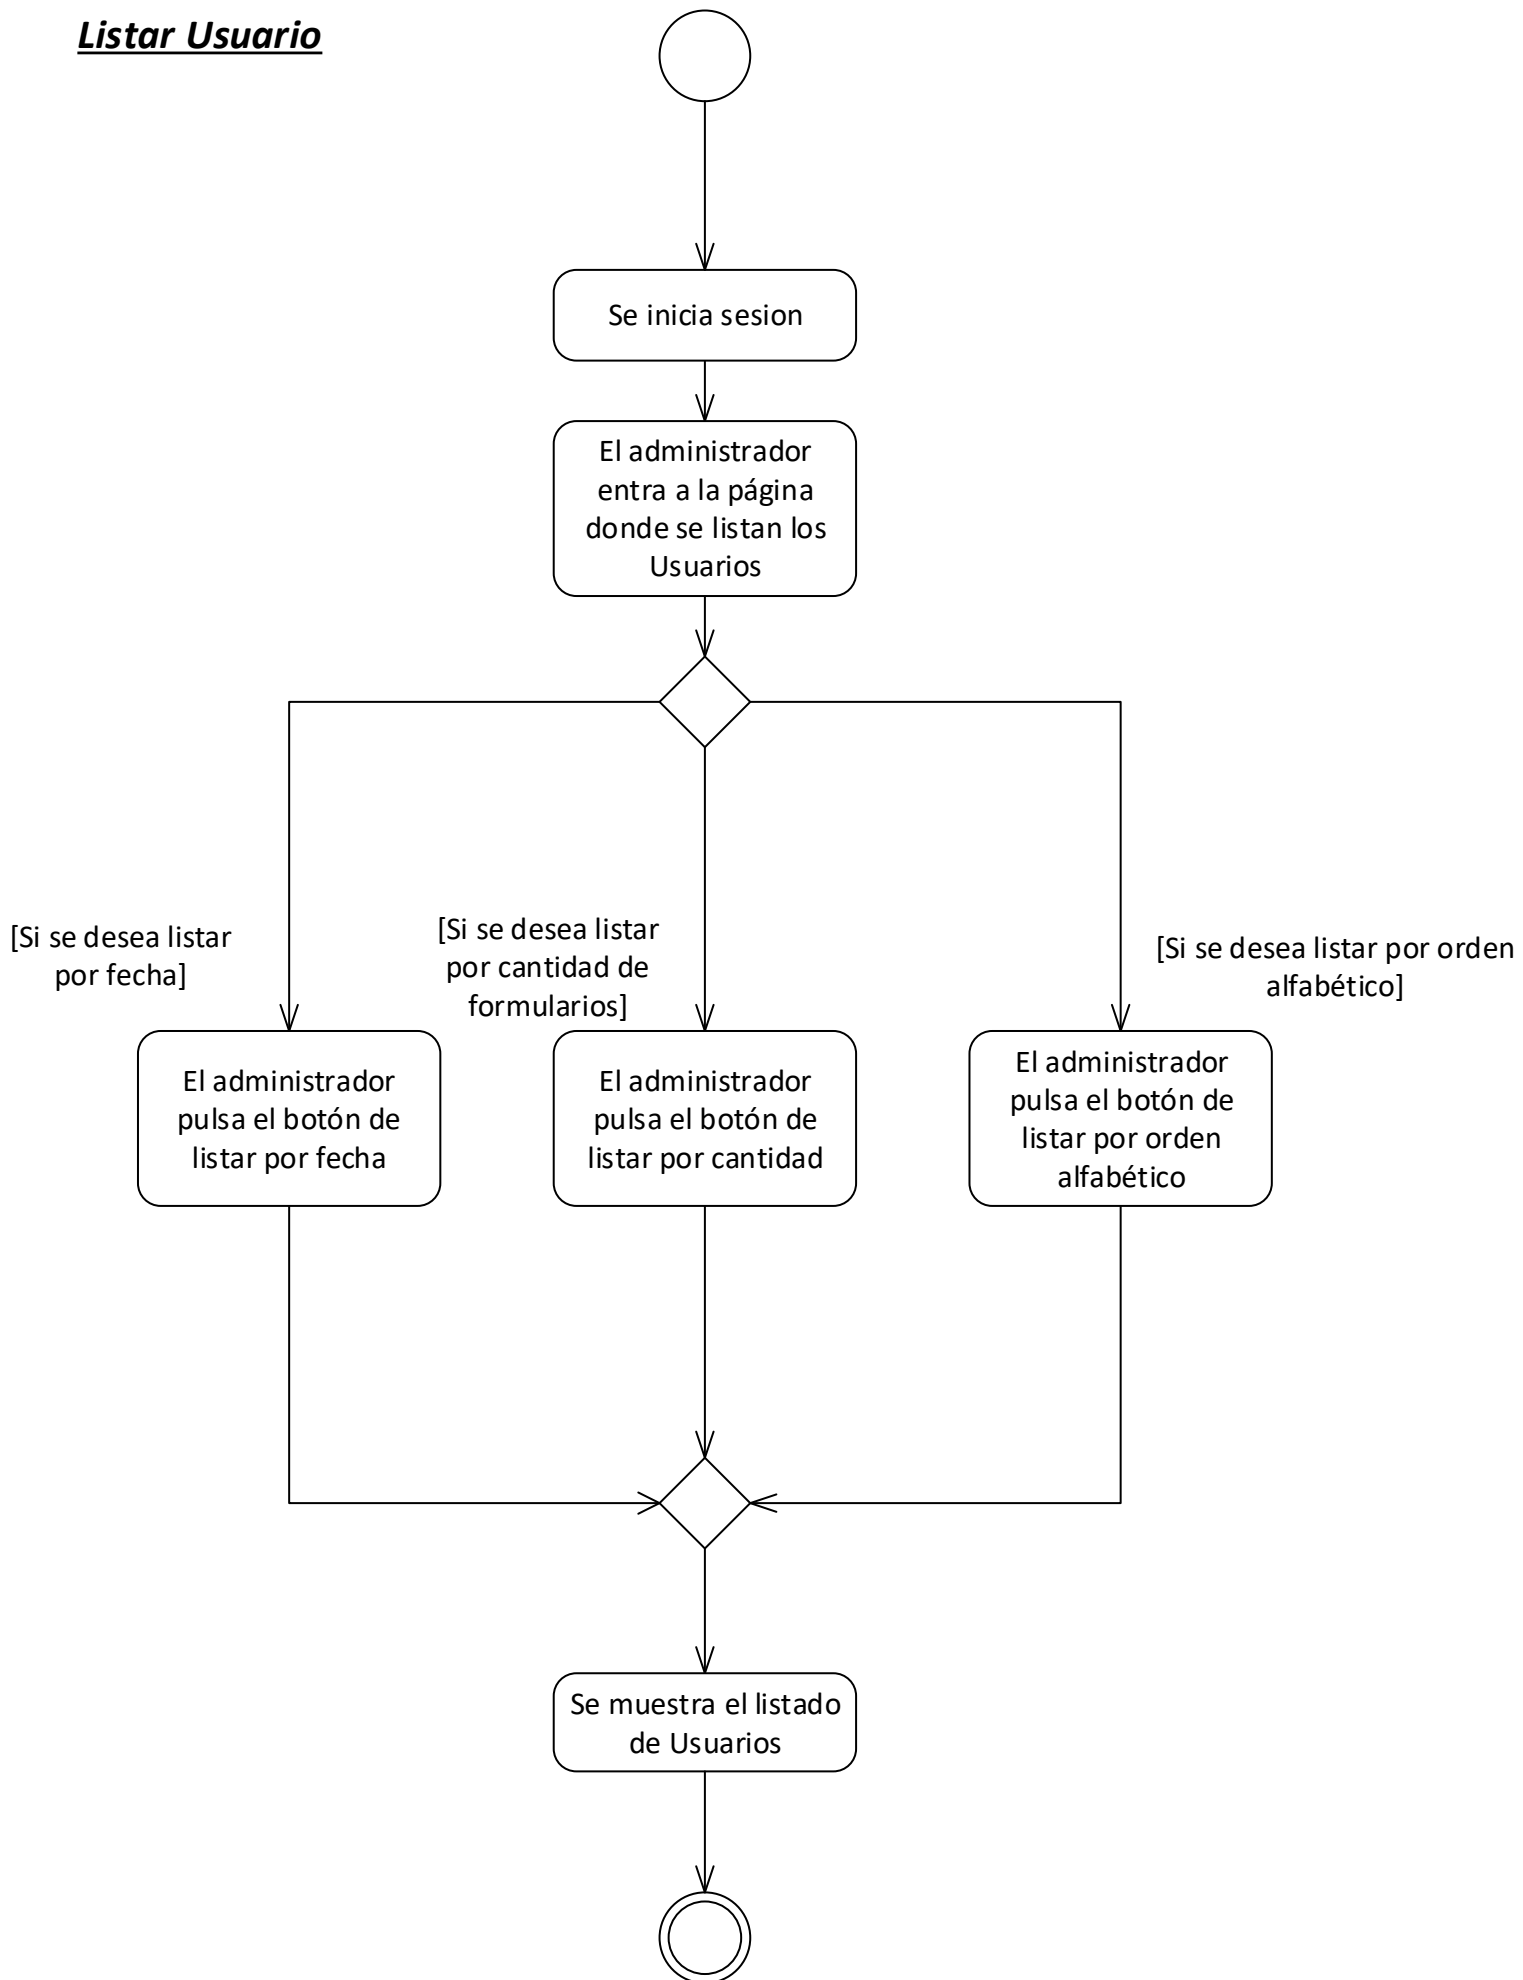 Listar Usuario
Se inicia sesion
El administrador
entra a la página
donde se listan los
Usuarios
[Si se desea listar
por fecha]
[Si se desea listar
por cantidad de
formularios]
[Si se desea listar por orden
alfabético]
El administrador
pulsa el botón de
listar por fecha
El administrador
pulsa el botón de
listar por cantidad
El administrador
pulsa el botón de
listar por orden
alfabético
Se muestra el listado
de Usuarios